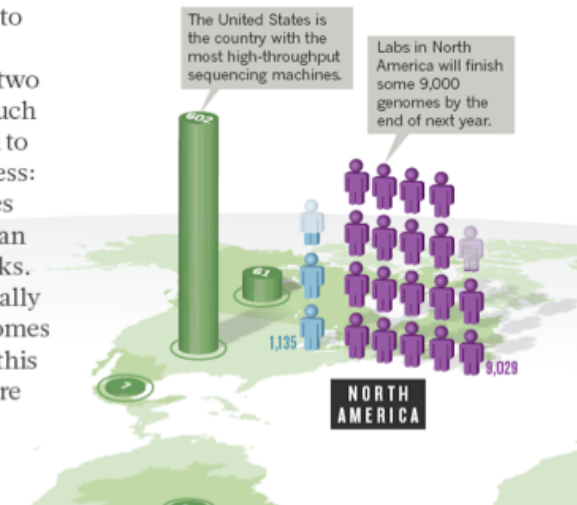 to
two
uch
to
ess:
es
an
ks.
ally
omes
this
re
The United States is
the country with the
most high-throughput
sequencing machines.
Labs in North
America will finish
some 9,000
genomes by the
end of next year.
602
61
7
1,135
9,029
NORTH
AMERICA